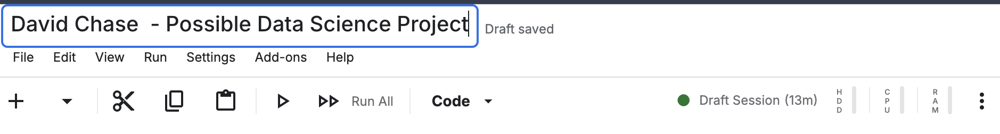 David Chase  - Possible Data Science Project Draft saved
File Edit View Run Settings Add-ons Help
Run All Code Draft Session (13m) HDD CPU RAM